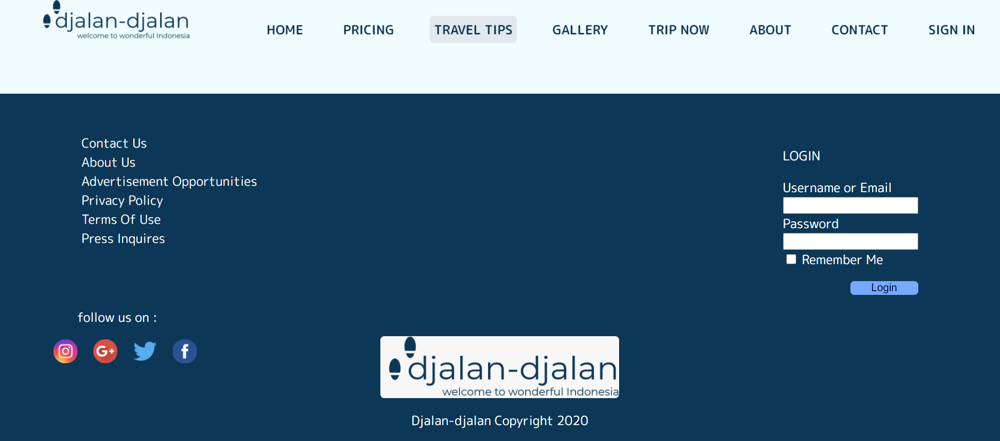 djalan-djalan
welcome to wonderful Indonesia
HOME PRICING TRAVEL TIPS GALLERY TRIP NOW ABOUT CONTACT SIGN IN
Contact Us
About Us
Advertisement Opportunities
Privacy Policy
Terms Of Use
Press Inquires
LOGIN
Username or Email
Password
Remember Me
Login
follow us on :
G+
f
djalan-djalan
welcome to wonderful Indonesia
Djalan-djalan Copyright 2020